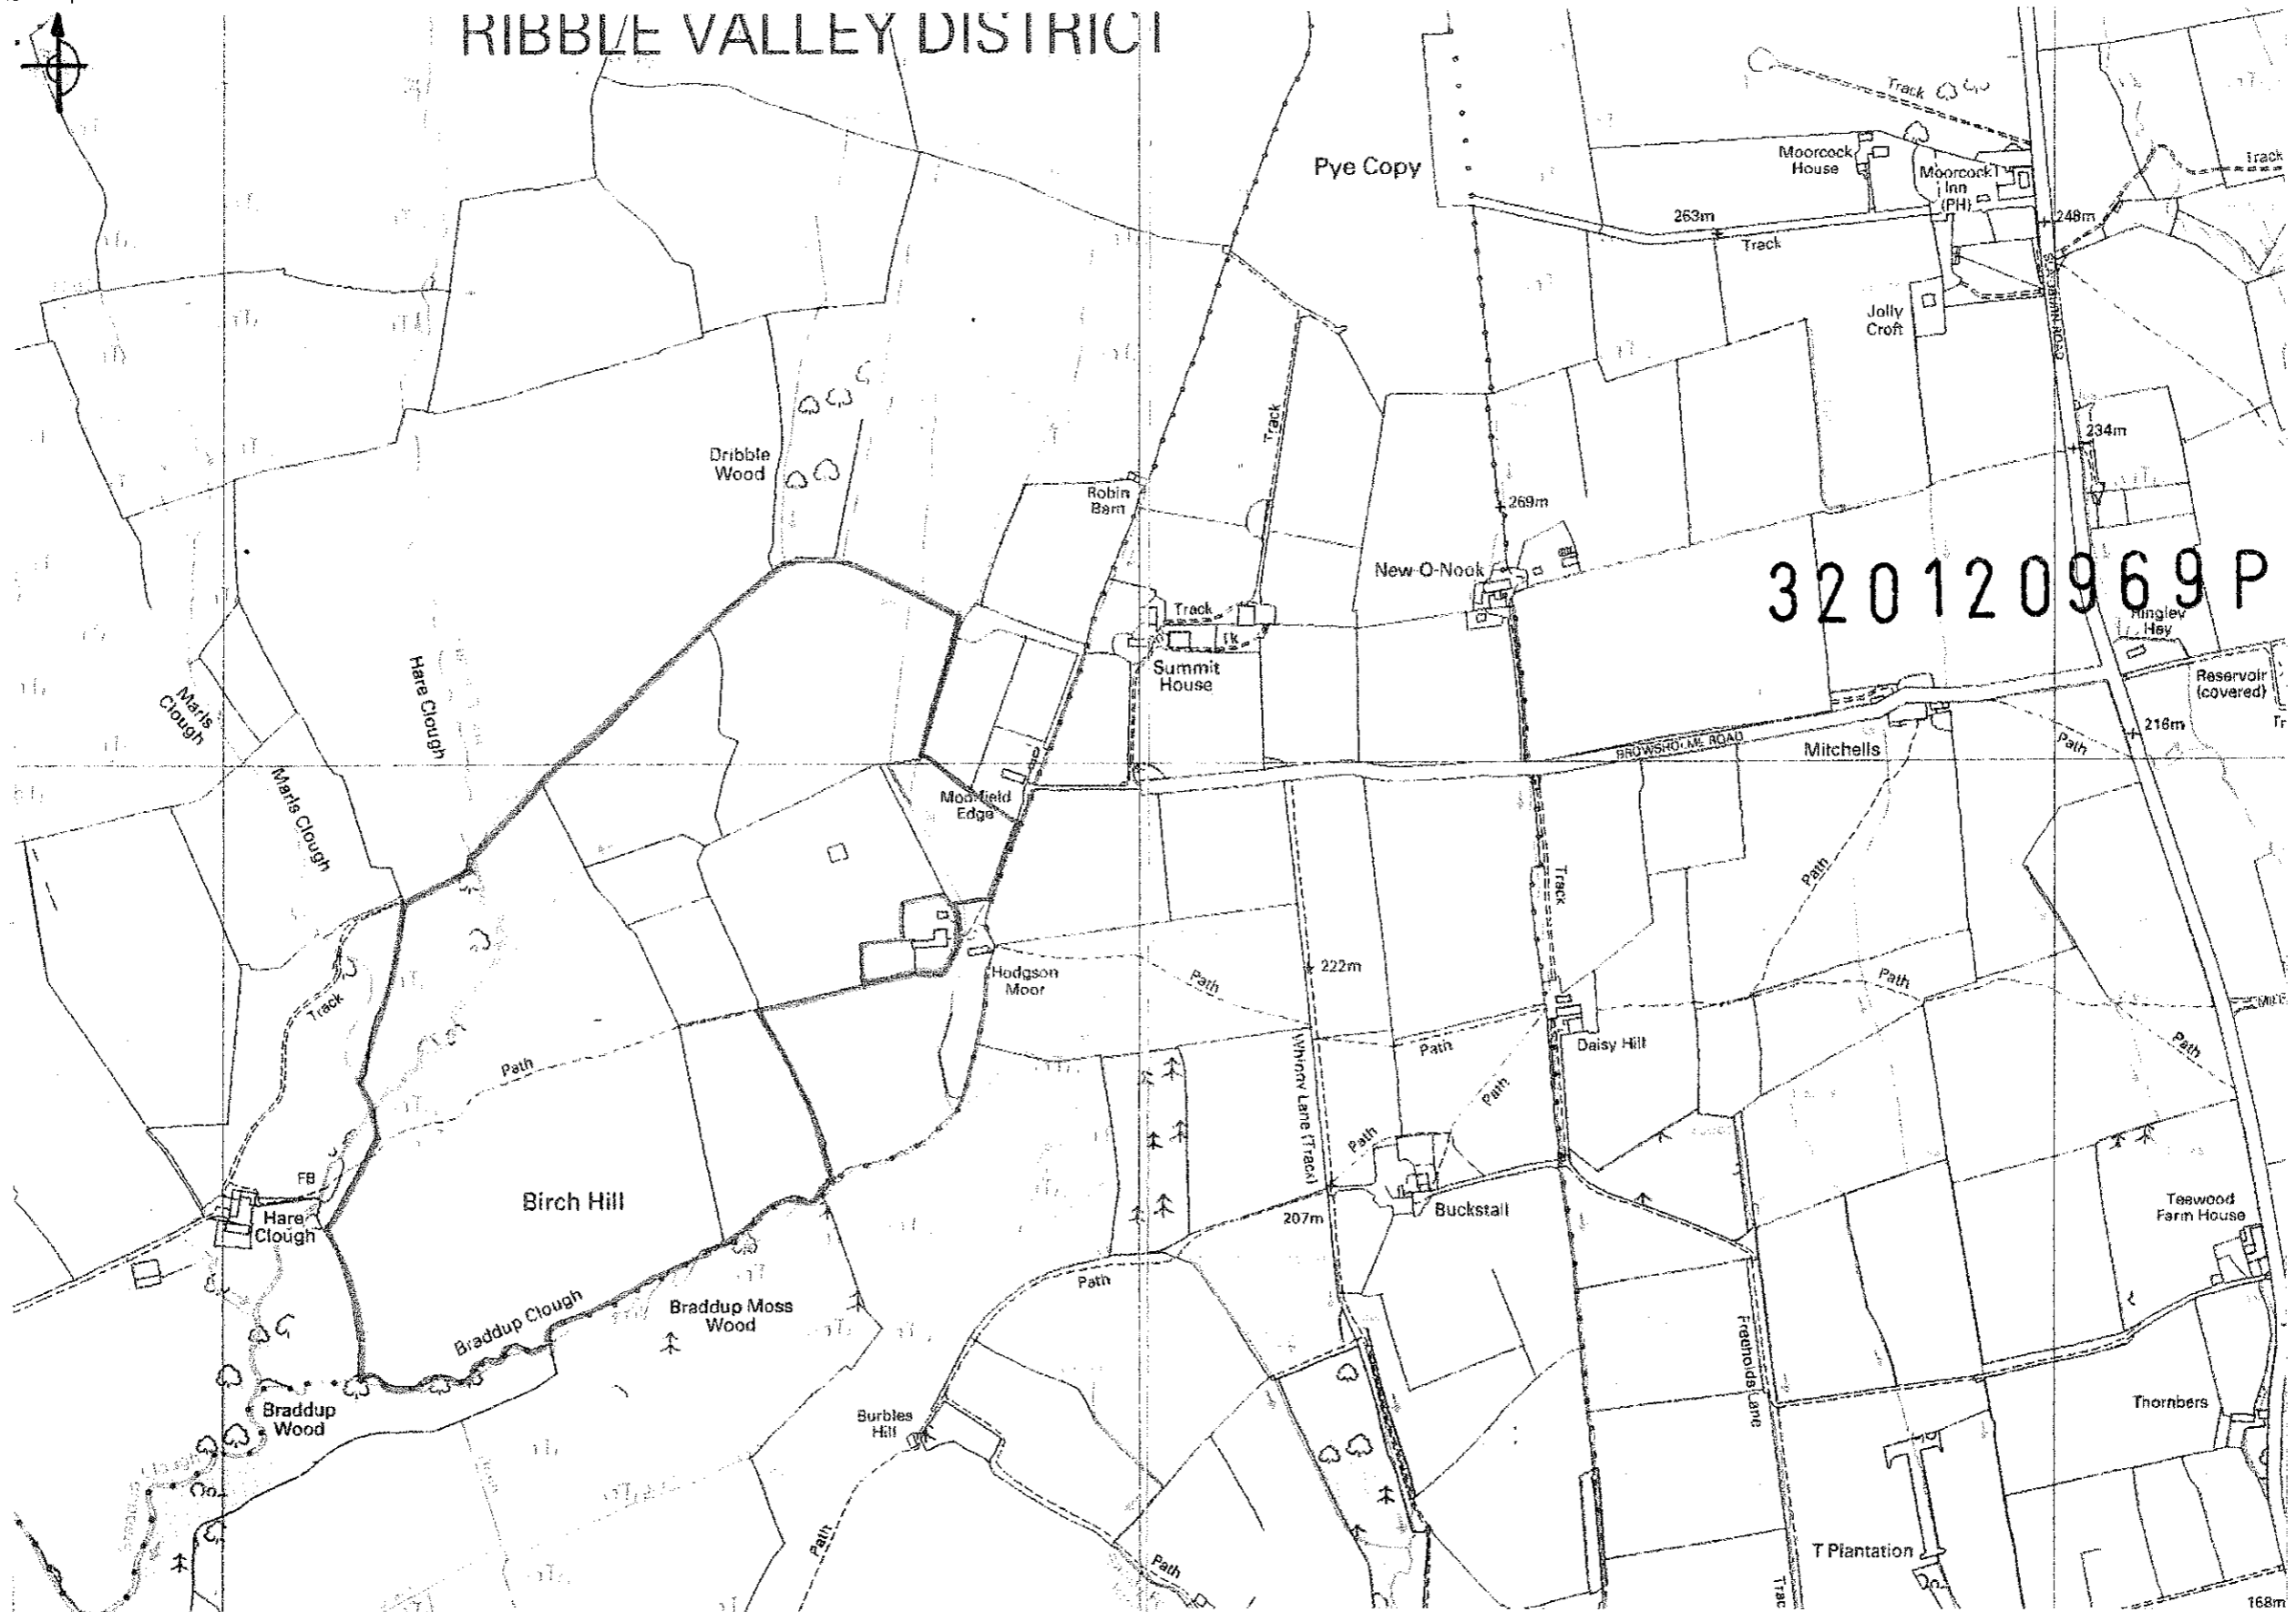 RIBBLE VALLEY DISTRICT
Track
Pye Copy
Moorcock
House
Moorcock
Inn
(PH)
Track
263m
Track
248m
Jolly
Croft
Dribble
Wood
Robin
Barn
Track
234m
269m
New-O-Nook
320120969P
Track
Tk
Summit
House
Hingley
Hey
Reservoir
(covered)
Tr
Marls
Clough
Hare Clough
BROWSHOLME ROAD
Mitchells
Path
216m
Marls Clough
Moorfield
Edge
Track
Path
Hodgson
Moor
Path
222m
Path
Track
Path
Path
Daisy Hill
Path
Whinny Lane (Track)
Path
Path
FB
Hare
Clough
Birch Hill
207m
Buckstall
Teewood
Farm House
Path
Braddup Clough
Braddup Moss
Wood
Freeholds Lane
Braddup
Wood
Burbles
Hill
Thornbers
Path
Path
T Plantation
Trac
168m